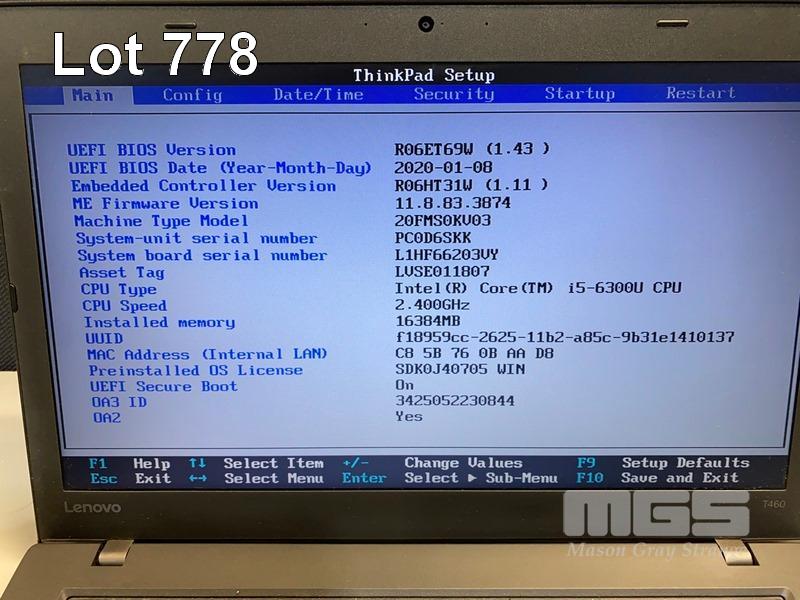 Lot 778
ThinkPad Setup
Main Config Date/Time Security Startup Restart
UEFI BIOS Version R06ET69W (1.43 )
UEFI BIOS Date (Year-Month-Day) 2020-01-08
Embedded Controller Version R06HT31W (1.11 )
ME Firmware Version 11.8.83.3874
Machine Type Model 20FMS0KV03
System-unit serial number PC0D6SKK
System board serial number L1HF66203VY
Asset Tag LVSE011807
CPU Type Intel(R) Core(TM) i5-6300U CPU
CPU Speed 2.400GHz
Installed memory 16384MB
UUID f18959cc-2625-11b2-a85c-9b31e1410137
MAC Address (Internal LAN) C8 5B 76 0B AA D8
Preinstalled OS License SDK0J40705 WIN
UEFI Secure Boot On
OA3 ID 3425052230844
OA2 Yes
F1 Help ↑↓ Select Item +/- Change Values F9 Setup Defaults
Esc Exit ↔ Select Menu Enter Select ▶ Sub-Menu F10 Save and Exit
Lenovo
T460
MGS
Mason Gray Strange